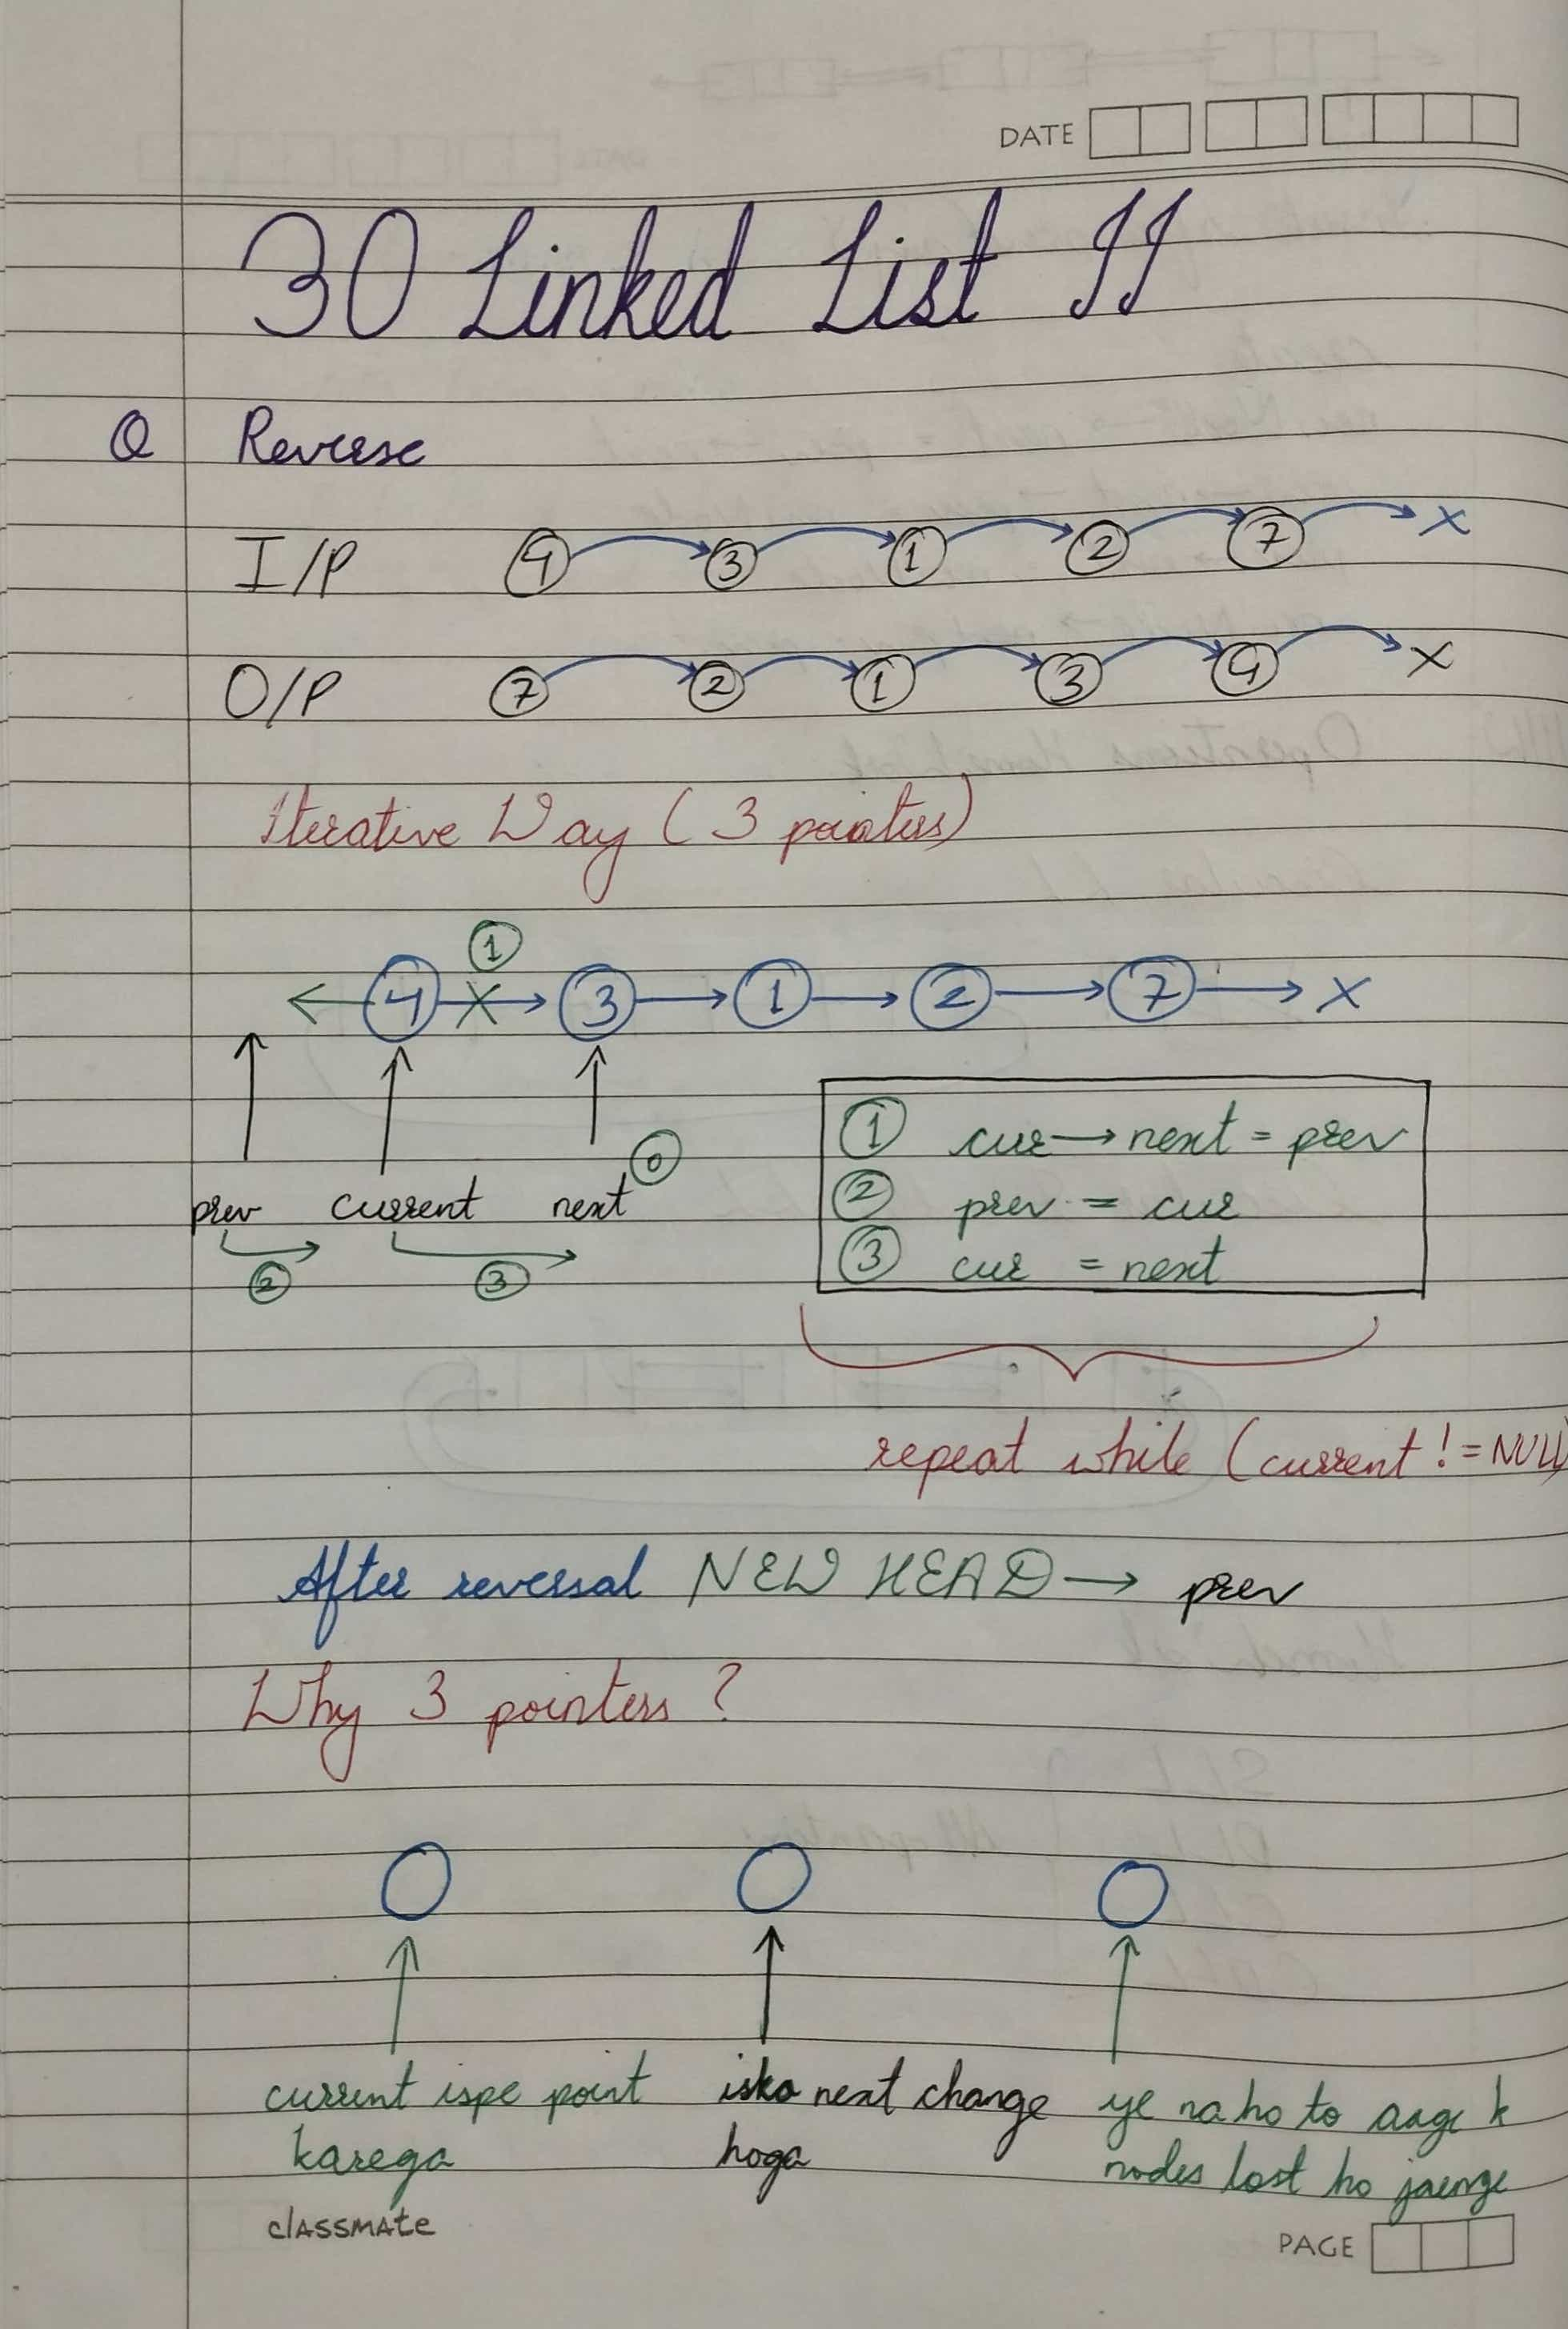 DATE
30 Linked List II
Q Reverse
I/P 4 3 1 2 7 X
O/P 7 2 1 3 4 X
Iterative Way (3 pointers)
1
4 X 3 1 2 7 X
1 cur → next = prev
0
2 prev = cur
prev current next
3 cur = next
2 3
repeat while (current != NULL)
After reversal NEW HEAD → prev
Why 3 pointers ?
current ispe point karega
iska next change hoga
ye na ho to aage k nodes lost ho jaenge
classmate
PAGE